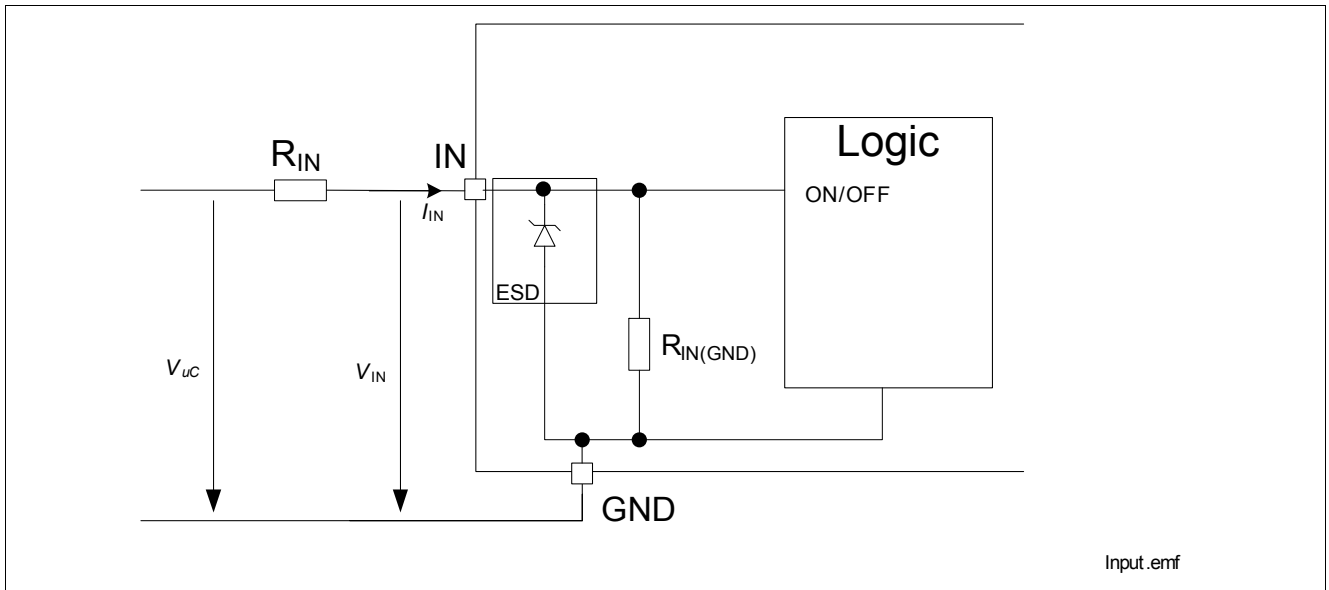 Logic
R_IN
IN
ON/OFF
I_IN
ESD
R_IN(GND)
V_uC
V_IN
GND
Input.emf